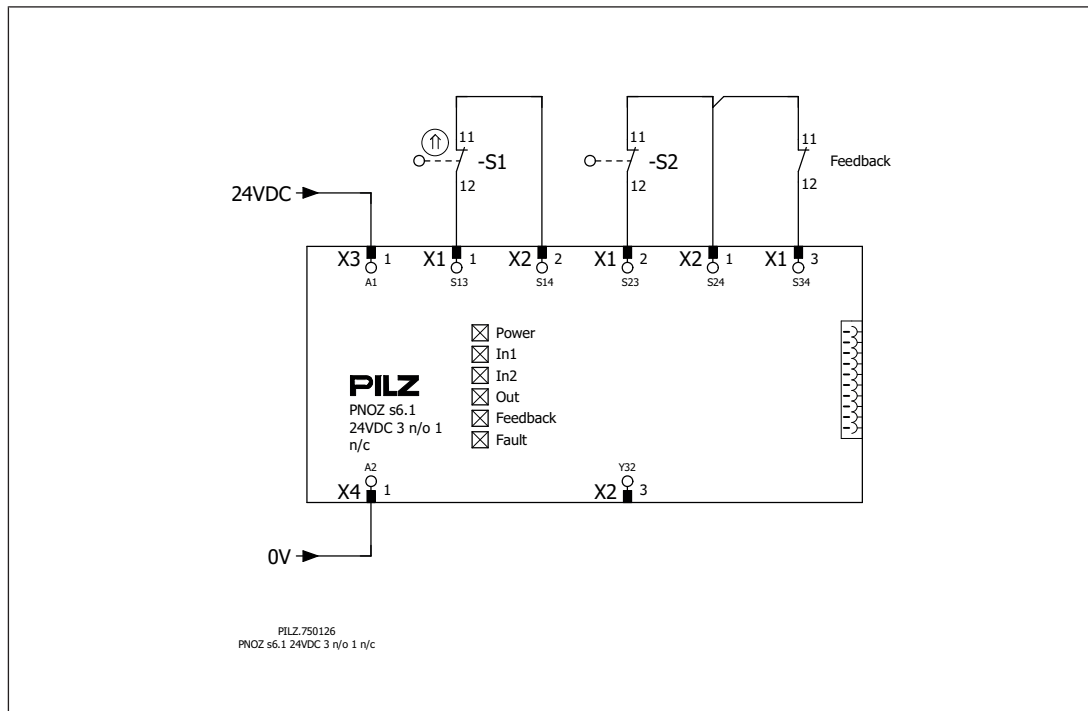 11
-S1
12
11
-S2
12
11
Feedback
12
24VDC
X3 1
A1
X1 1
S13
X2 2
S14
X1 2
S23
X2 1
S24
X1 3
S34
Power
In1
In2
Out
Feedback
Fault
PILZ
PNOZ s6.1
24VDC 3 n/o 1
n/c
A2
X4 1
Y32
X2 3
0V
PILZ.750126
PNOZ s6.1 24VDC 3 n/o 1 n/c